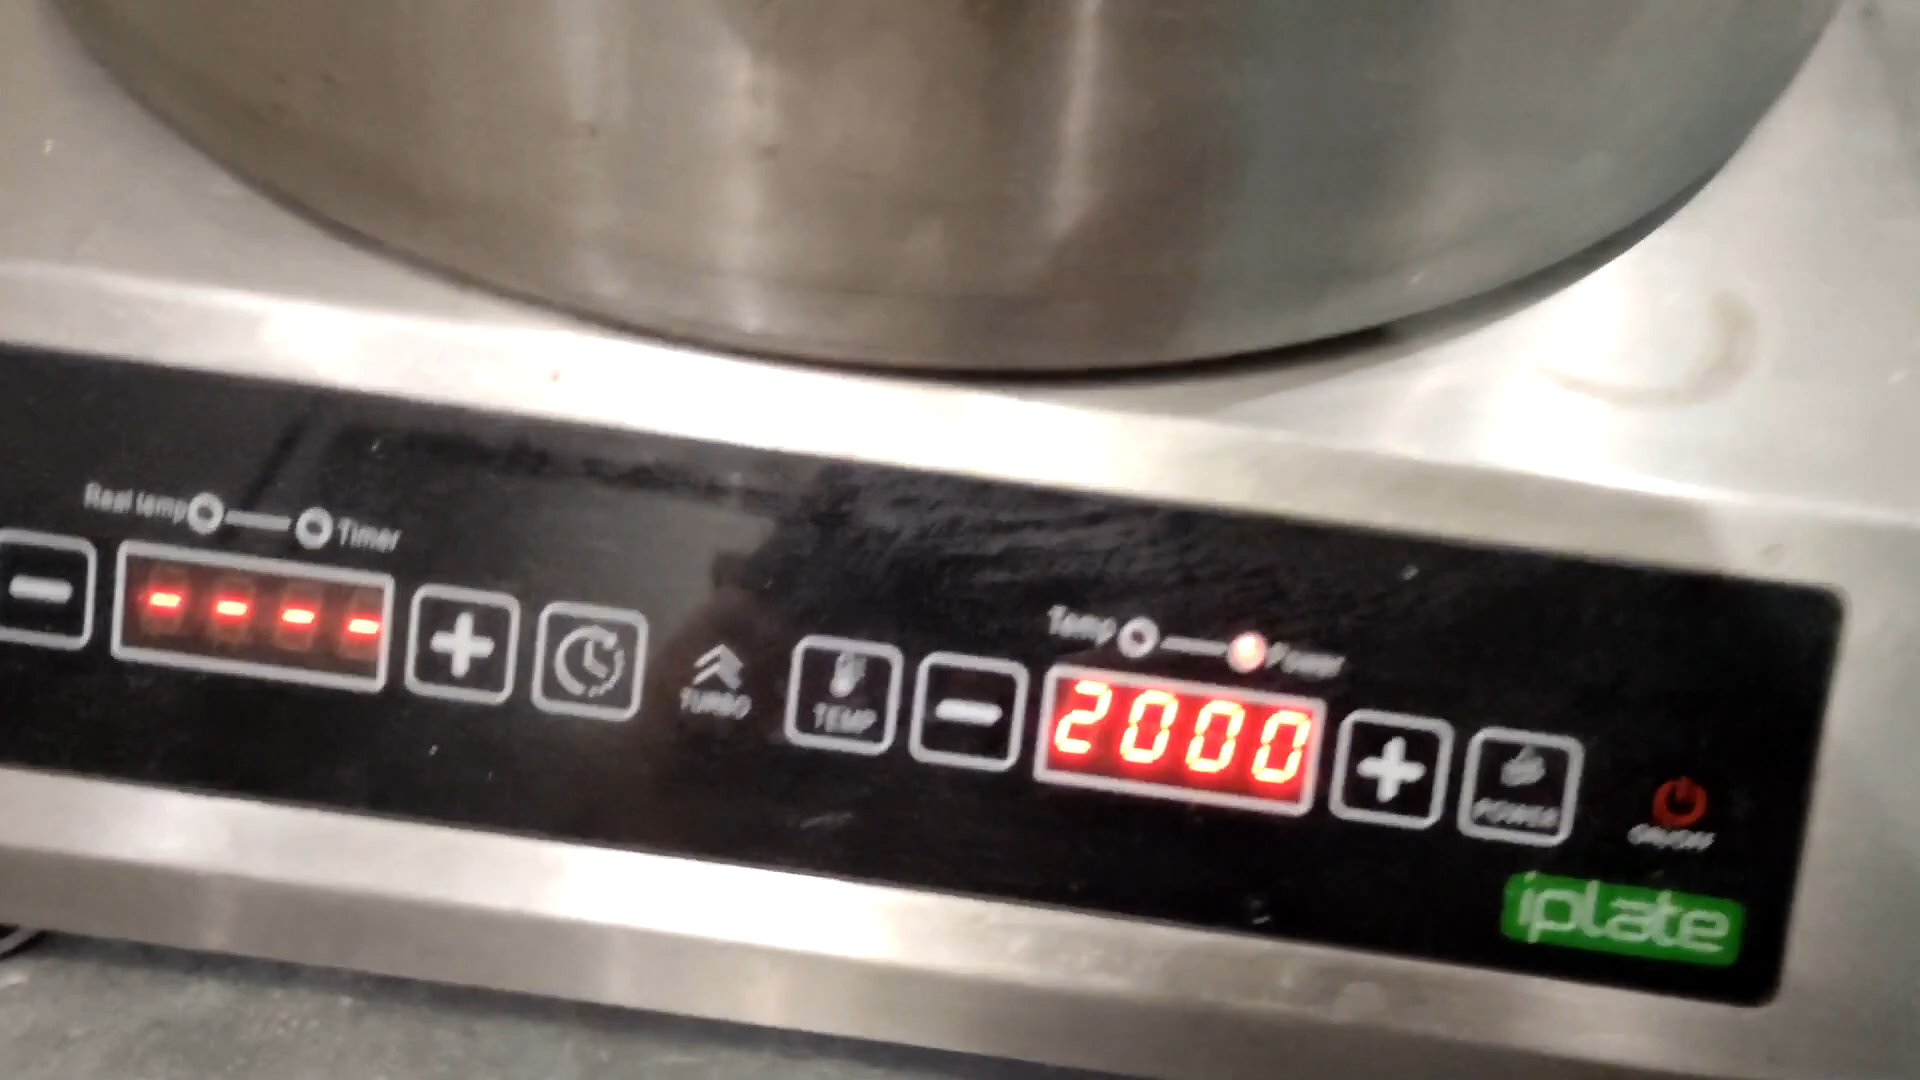 Real temp Timer
- - - -
TURBO
TEMP
Temp Power
2000
POWER
ON/OFF
iplate